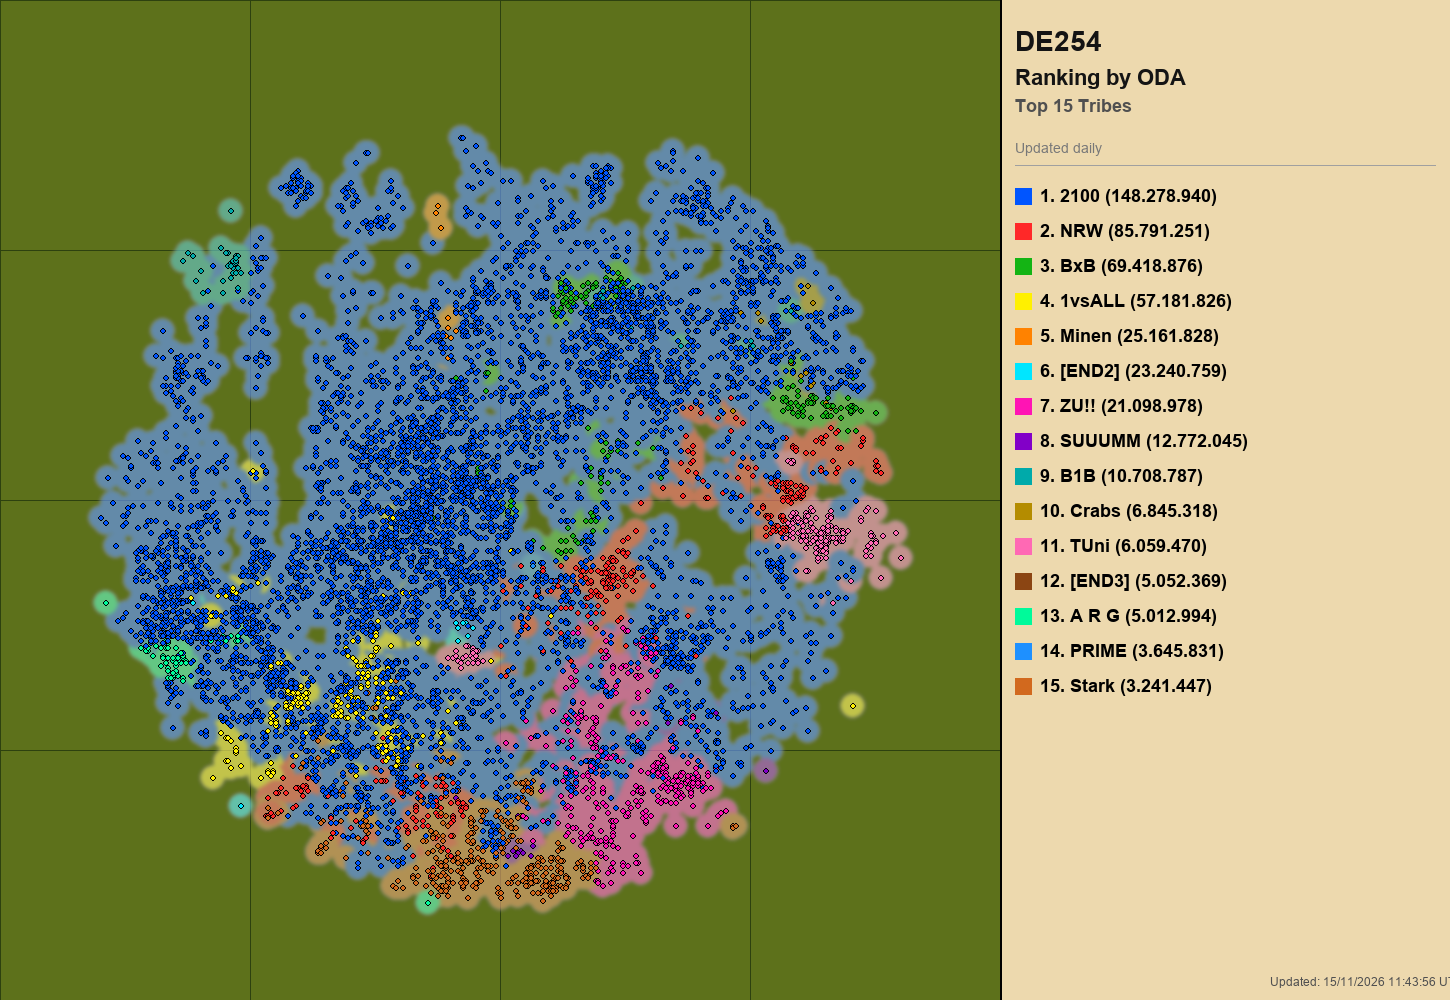 DE254
Ranking by ODA
Top 15 Tribes
Updated daily
1. 2100 (148.278.940)
2. NRW (85.791.251)
3. BxB (69.418.876)
4. 1vsALL (57.181.826)
5. Minen (25.161.828)
6. [END2] (23.240.759)
7. ZU!! (21.098.978)
8. SUUUMM (12.772.045)
9. B1B (10.708.787)
10. Crabs (6.845.318)
11. TUni (6.059.470)
12. [END3] (5.052.369)
13. A R G (5.012.994)
14. PRIME (3.645.831)
15. Stark (3.241.447)
Updated: 15/11/2026 11:43:56